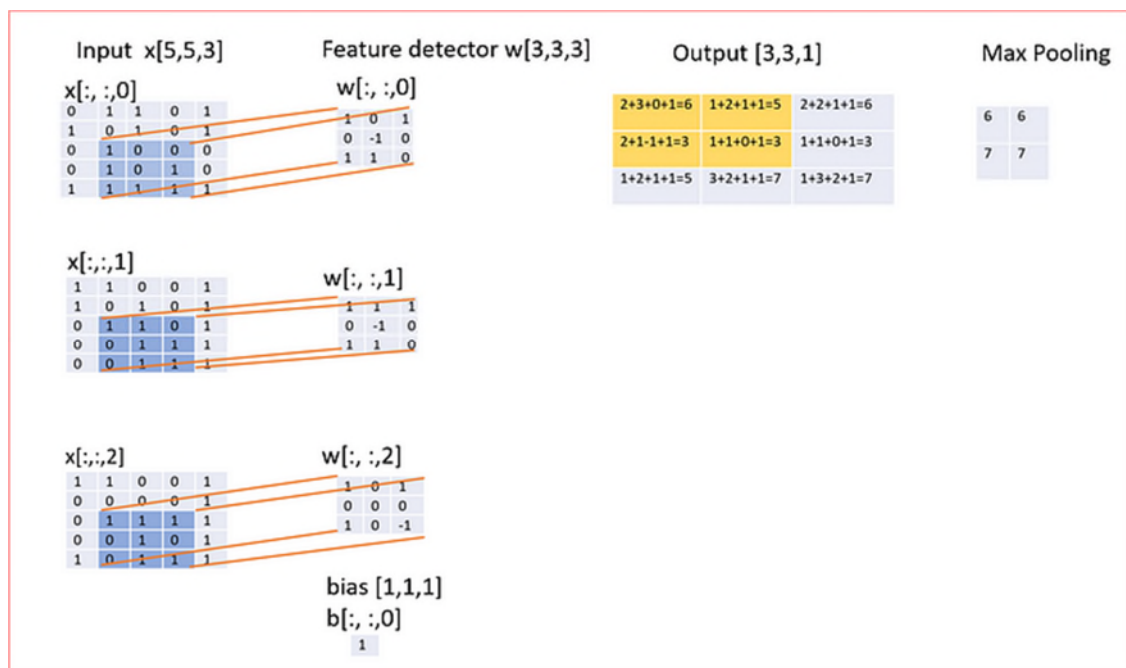 Input x[5,5,3]
Feature detector w[3,3,3]
Output [3,3,1]
Max Pooling
x[:, :,0]
0 1 1 0 1
1 0 1 0 1
0 1 0 0 0
0 1 0 1 0
1 1 1 1 1
w[:, :,0]
1 0 1
0 -1 0
1 1 0
2+3+0+1=6 1+2+1+1=5 2+2+1+1=6
2+1-1+1=3 1+1+0+1=3 1+1+0+1=3
1+2+1+1=5 3+2+1+1=7 1+3+2+1=7
6 6
7 7
x[:,:,1]
1 1 0 0 1
1 0 1 0 1
0 1 1 0 1
0 0 1 1 1
0 0 1 1 1
w[:, :,1]
1 1 1
0 -1 0
1 1 0
x[:,:,2]
1 1 0 0 1
0 0 0 0 1
0 1 1 1 1
0 0 1 0 1
1 0 1 1 1
w[:, :,2]
1 0 1
0 0 0
1 0 -1
bias [1,1,1]
b[:, :,0]
1